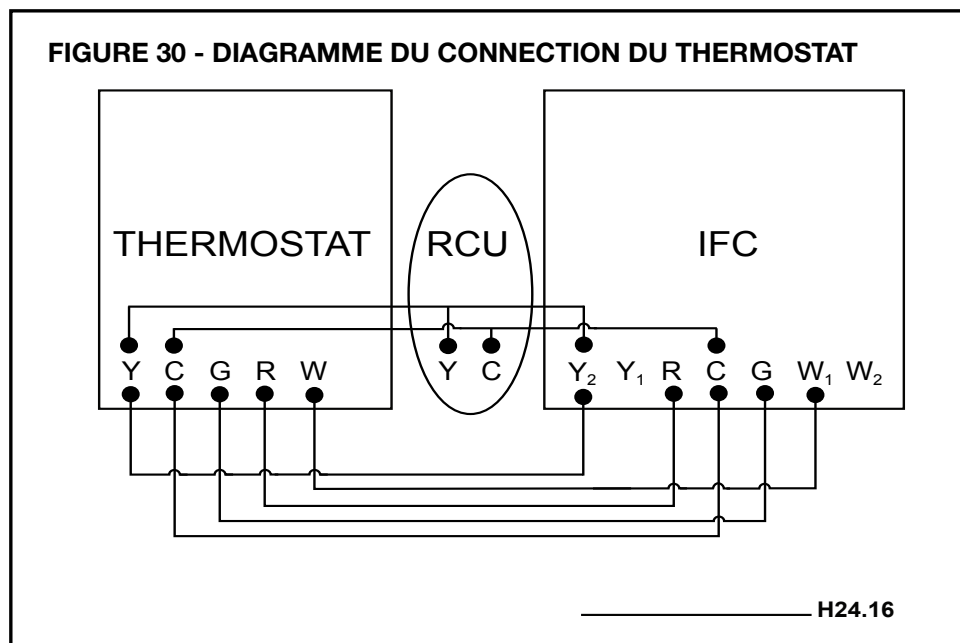 FIGURE 30 - DIAGRAMME DU CONNECTION DU THERMOSTAT
THERMOSTAT RCU IFC
Y C G R W Y C Y₂ Y₁ R C G W₁ W₂
H24.16